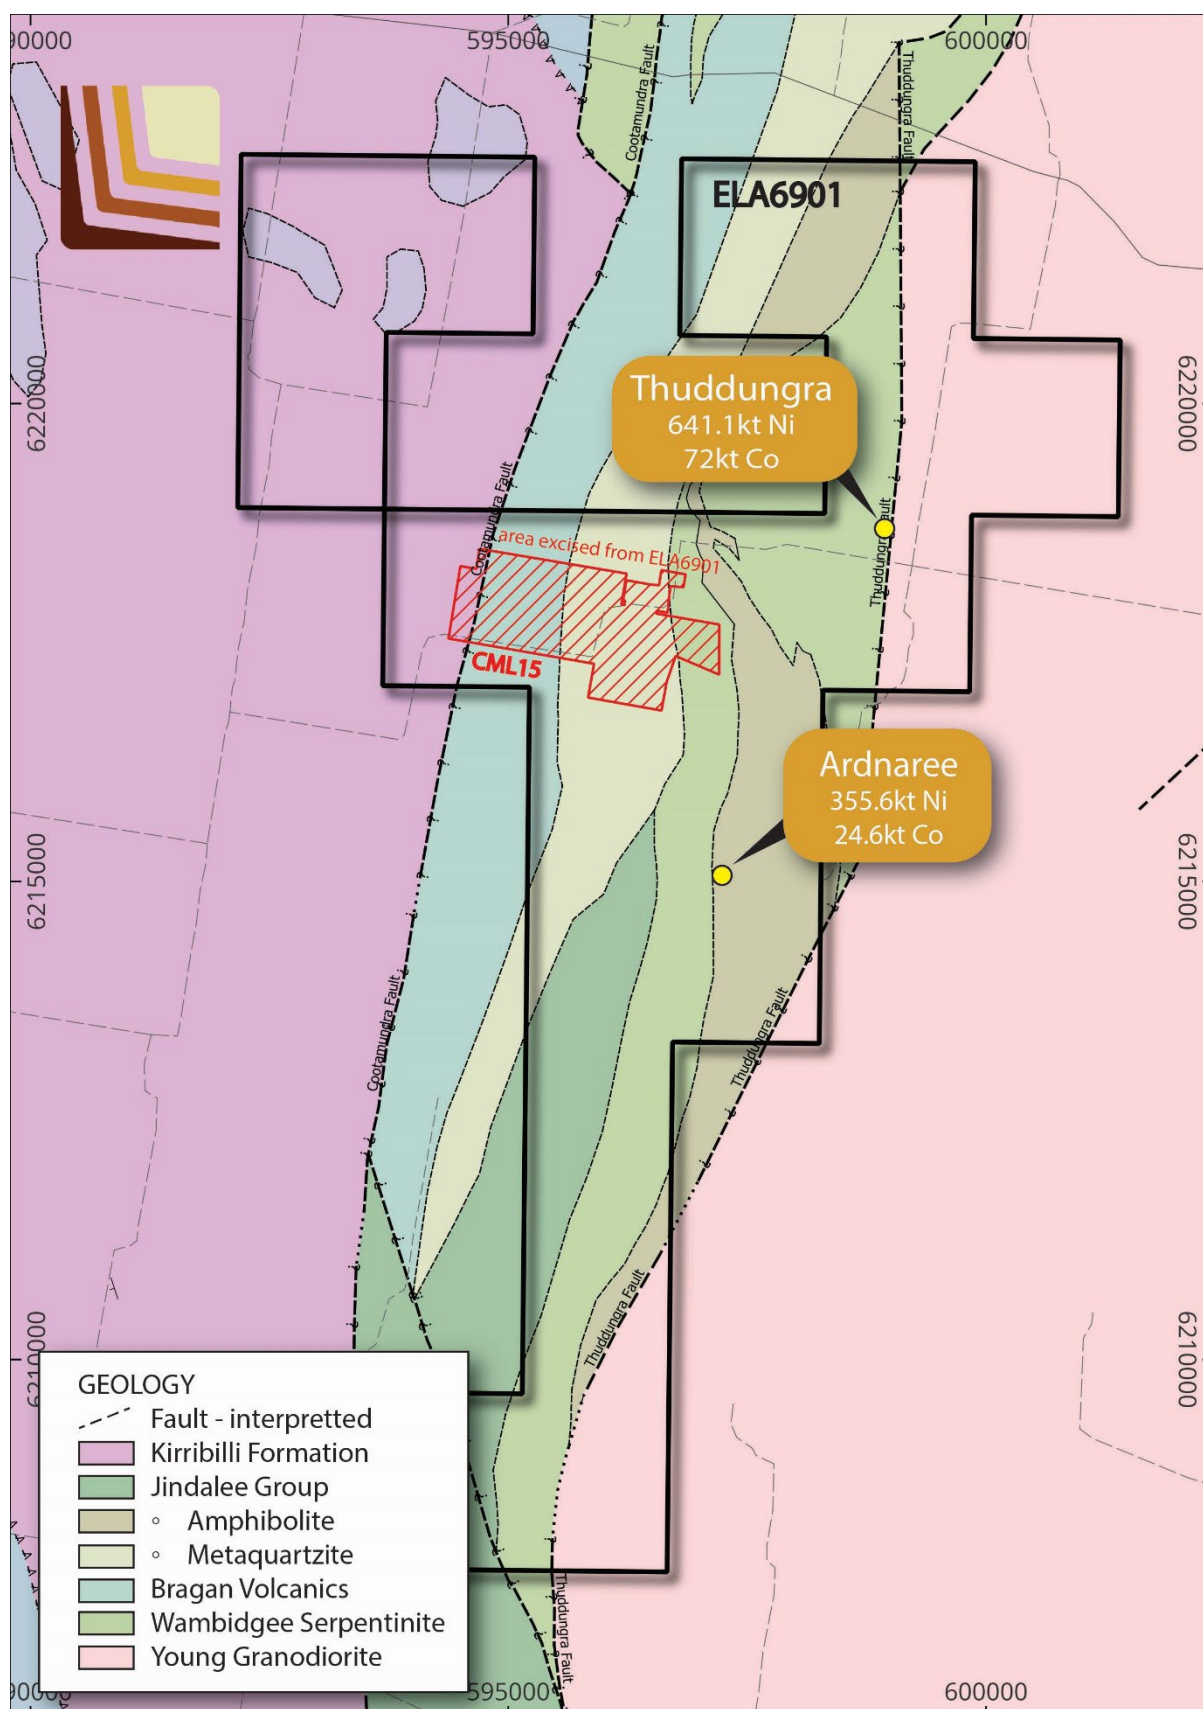 90000
595000
600000
Cootamundra Fault
Thuddungra Fault
ELA6901
6220000
6220000
Thuddungra
641.1kt Ni
72kt Co
Cootamundra Fault
Thuddungra Fault
area excised from ELA6901
CML15
Ardnaree
355.6kt Ni
24.6kt Co
6215000
6215000
Cootamundra Fault
Thuddungra Fault
Thuddungra Fault
6210000
6210000
GEOLOGY
Fault - interpretted
Kirribilli Formation
Jindalee Group
Amphibolite
Metaquartzite
Bragan Volcanics
Wambidgee Serpentinite
Young Granodiorite
Thuddungra Fault
90000
595000
600000